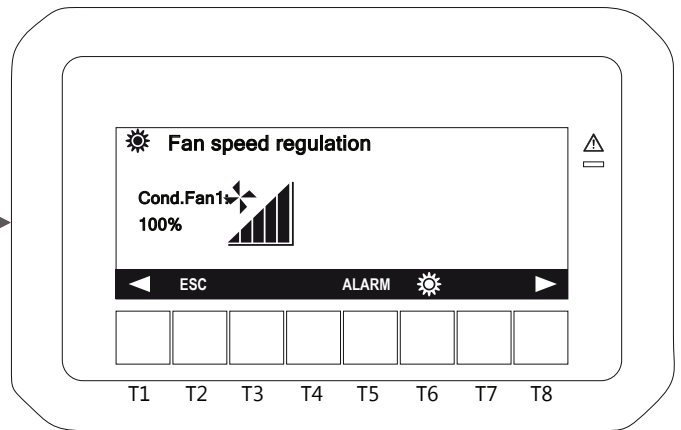 Fan speed regulation
Cond.Fan1:
100%
ESC ALARM
T1 T2 T3 T4 T5 T6 T7 T8